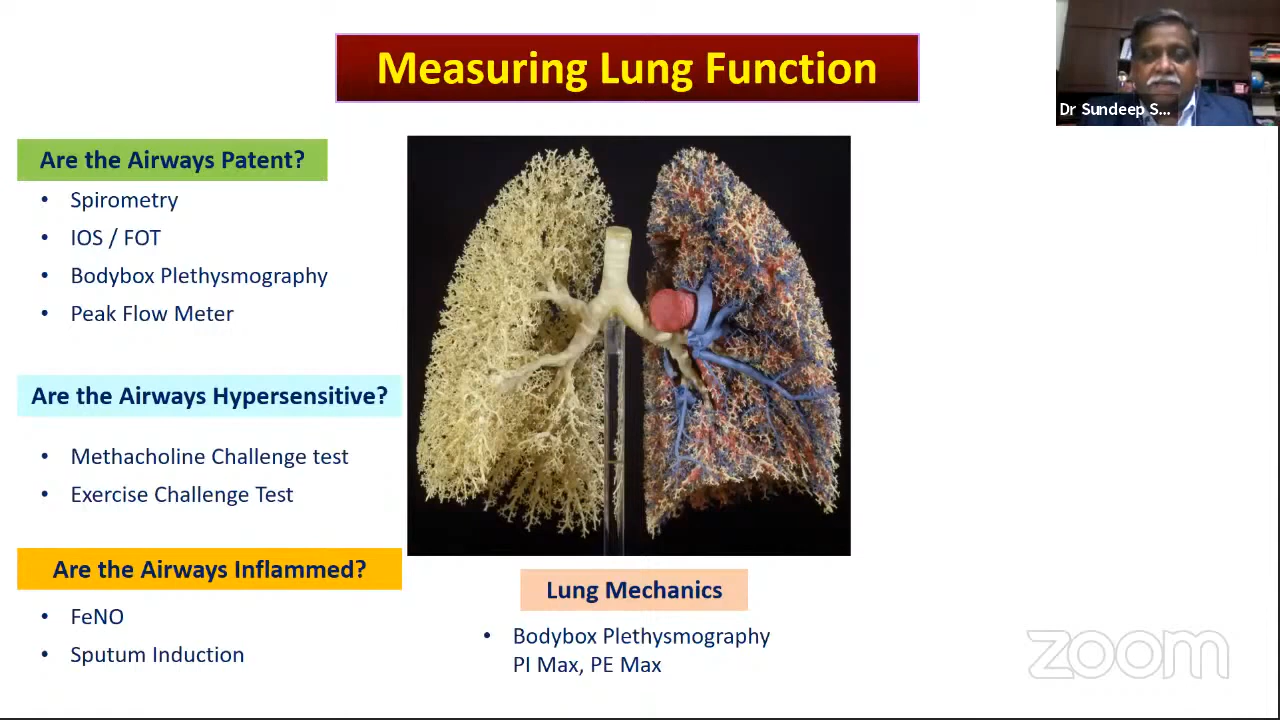 Measuring Lung Function
Dr Sundeep S...
Are the Airways Patent?
• Spirometry
• IOS / FOT
• Bodybox Plethysmography
• Peak Flow Meter
Are the Airways Hypersensitive?
• Methacholine Challenge test
• Exercise Challenge Test
Are the Airways Inflammed?
• FeNO
• Sputum Induction
Lung Mechanics
• Bodybox Plethysmography
PI Max, PE Max
zoom